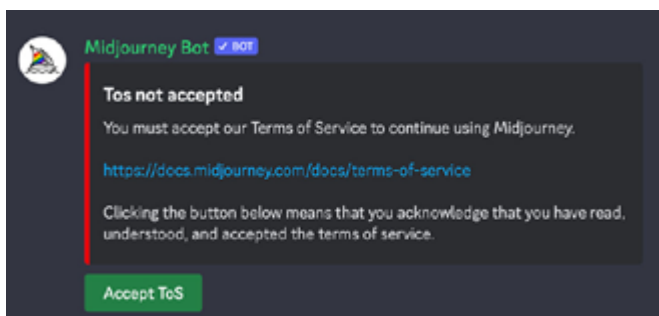 Midjourney Bot ✓ BOT
Tos not accepted
You must accept our Terms of Service to continue using Midjourney.
https://docs.midjourney.com/docs/terms-of-service
Clicking the button below means that you acknowledge that you have read,
understood, and accepted the terms of service.
Accept ToS